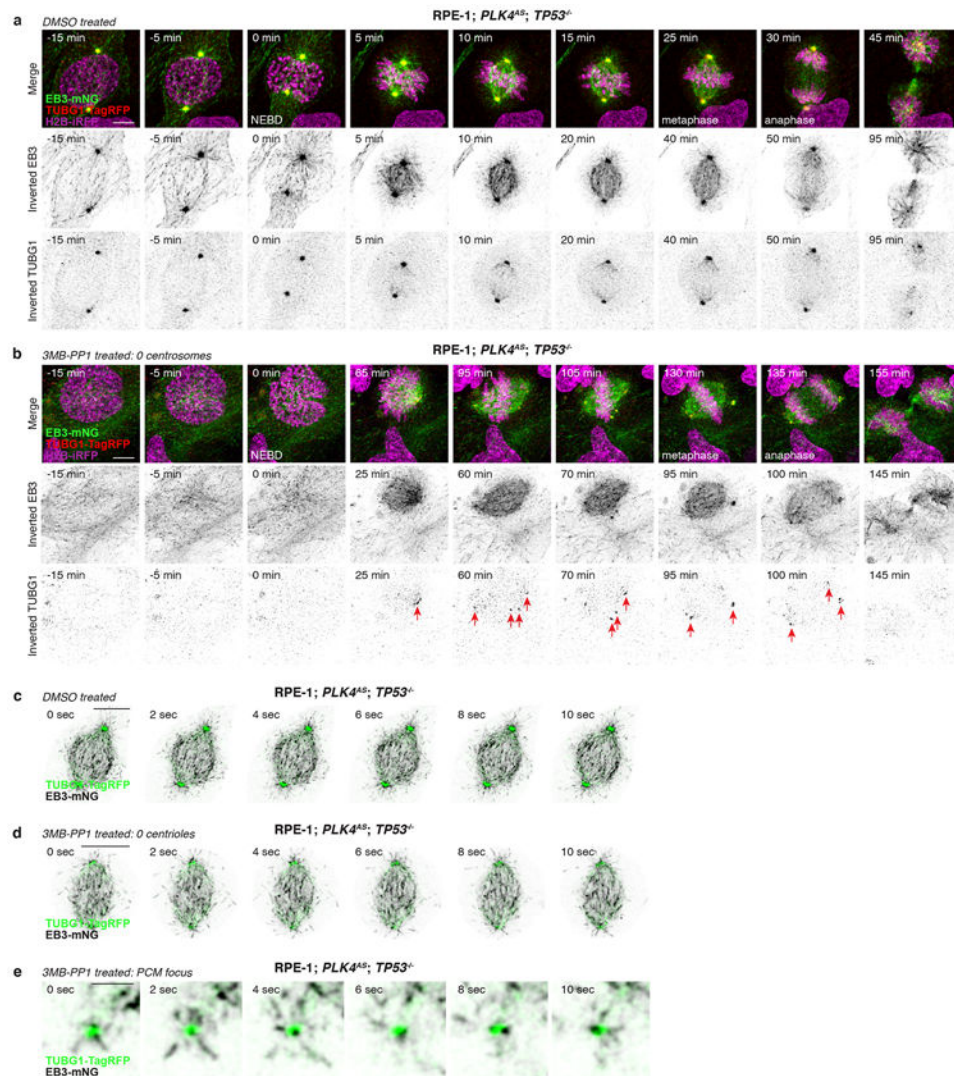 a DMSO treated RPE-1; PLK4AS; TP53-/-
Merge
-15 min -5 min 0 min 5 min 10 min 15 min 25 min 30 min 45 min
EB3-mNG
TUBG1-TagRFP
H2B-iRFP NEBD metaphase anaphase
Inverted EB3
-15 min -5 min 0 min 5 min 10 min 20 min 40 min 50 min 95 min
Inverted TUBG1
-15 min -5 min 0 min 5 min 10 min 20 min 40 min 50 min 95 min
b 3MB-PP1 treated: 0 centrosomes RPE-1; PLK4AS; TP53-/-
Merge
-15 min -5 min 0 min 65 min 95 min 105 min 130 min 135 min 155 min
EB3-mNG
TUBG1-TagRFP
H2B-iRFP NEBD metaphase anaphase
Inverted EB3
-15 min -5 min 0 min 25 min 60 min 70 min 95 min 100 min 145 min
Inverted TUBG1
-15 min -5 min 0 min 25 min 60 min 70 min 95 min 100 min 145 min
c DMSO treated RPE-1; PLK4AS; TP53-/-
0 sec 2 sec 4 sec 6 sec 8 sec 10 sec
TUBG1-TagRFP
EB3-mNG
d 3MB-PP1 treated: 0 centrioles RPE-1; PLK4AS; TP53-/-
0 sec 2 sec 4 sec 6 sec 8 sec 10 sec
TUBG1-TagRFP
EB3-mNG
e 3MB-PP1 treated: PCM focus RPE-1; PLK4AS; TP53-/-
0 sec 2 sec 4 sec 6 sec 8 sec 10 sec
TUBG1-TagRFP
EB3-mNG